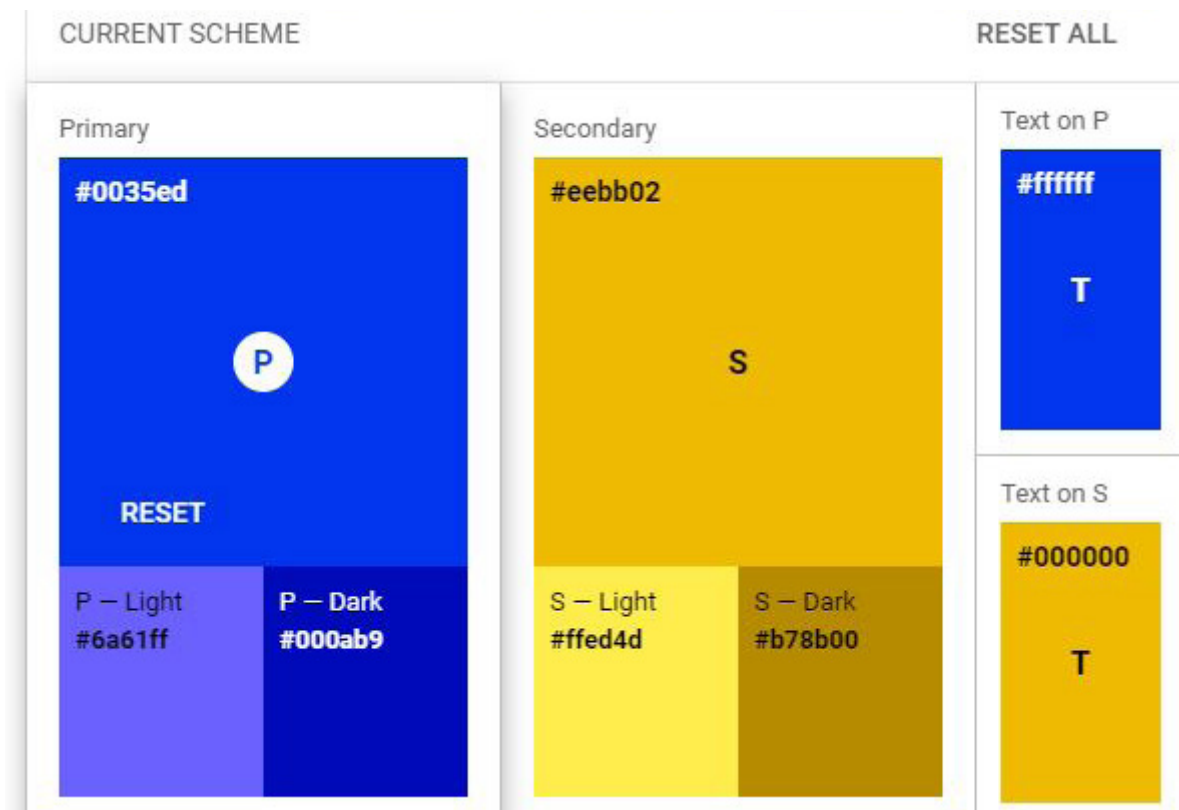 CURRENT SCHEME
RESET ALL
Primary
#0035ed
P
RESET
P — Light
#6a61ff
P — Dark
#000ab9
Secondary
#eebb02
S
S — Light
#ffed4d
S — Dark
#b78b00
Text on P
#ffffff
T
Text on S
#000000
T